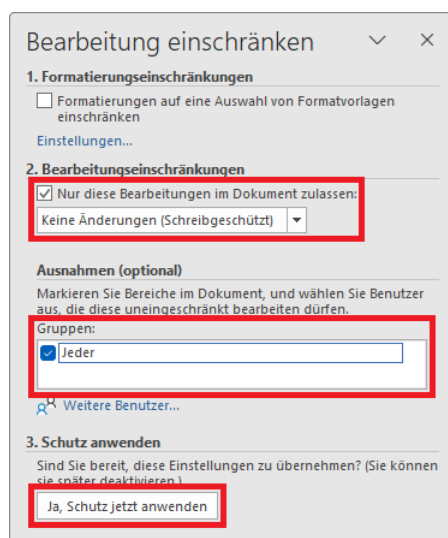 Bearbeitung einschränken
1. Formatierungseinschränkungen
Formatierungen auf eine Auswahl von Formatvorlagen
einschränken
Einstellungen...
2. Bearbeitungseinschränkungen
Nur diese Bearbeitungen im Dokument zulassen:
Keine Änderungen (Schreibgeschützt)
Ausnahmen (optional)
Markieren Sie Bereiche im Dokument, und wählen Sie Benutzer
aus, die diese uneingeschränkt bearbeiten dürfen.
Gruppen:
Jeder
Weitere Benutzer...
3. Schutz anwenden
Sind Sie bereit, diese Einstellungen zu übernehmen? (Sie können
sie später deaktivieren.)
Ja, Schutz jetzt anwenden